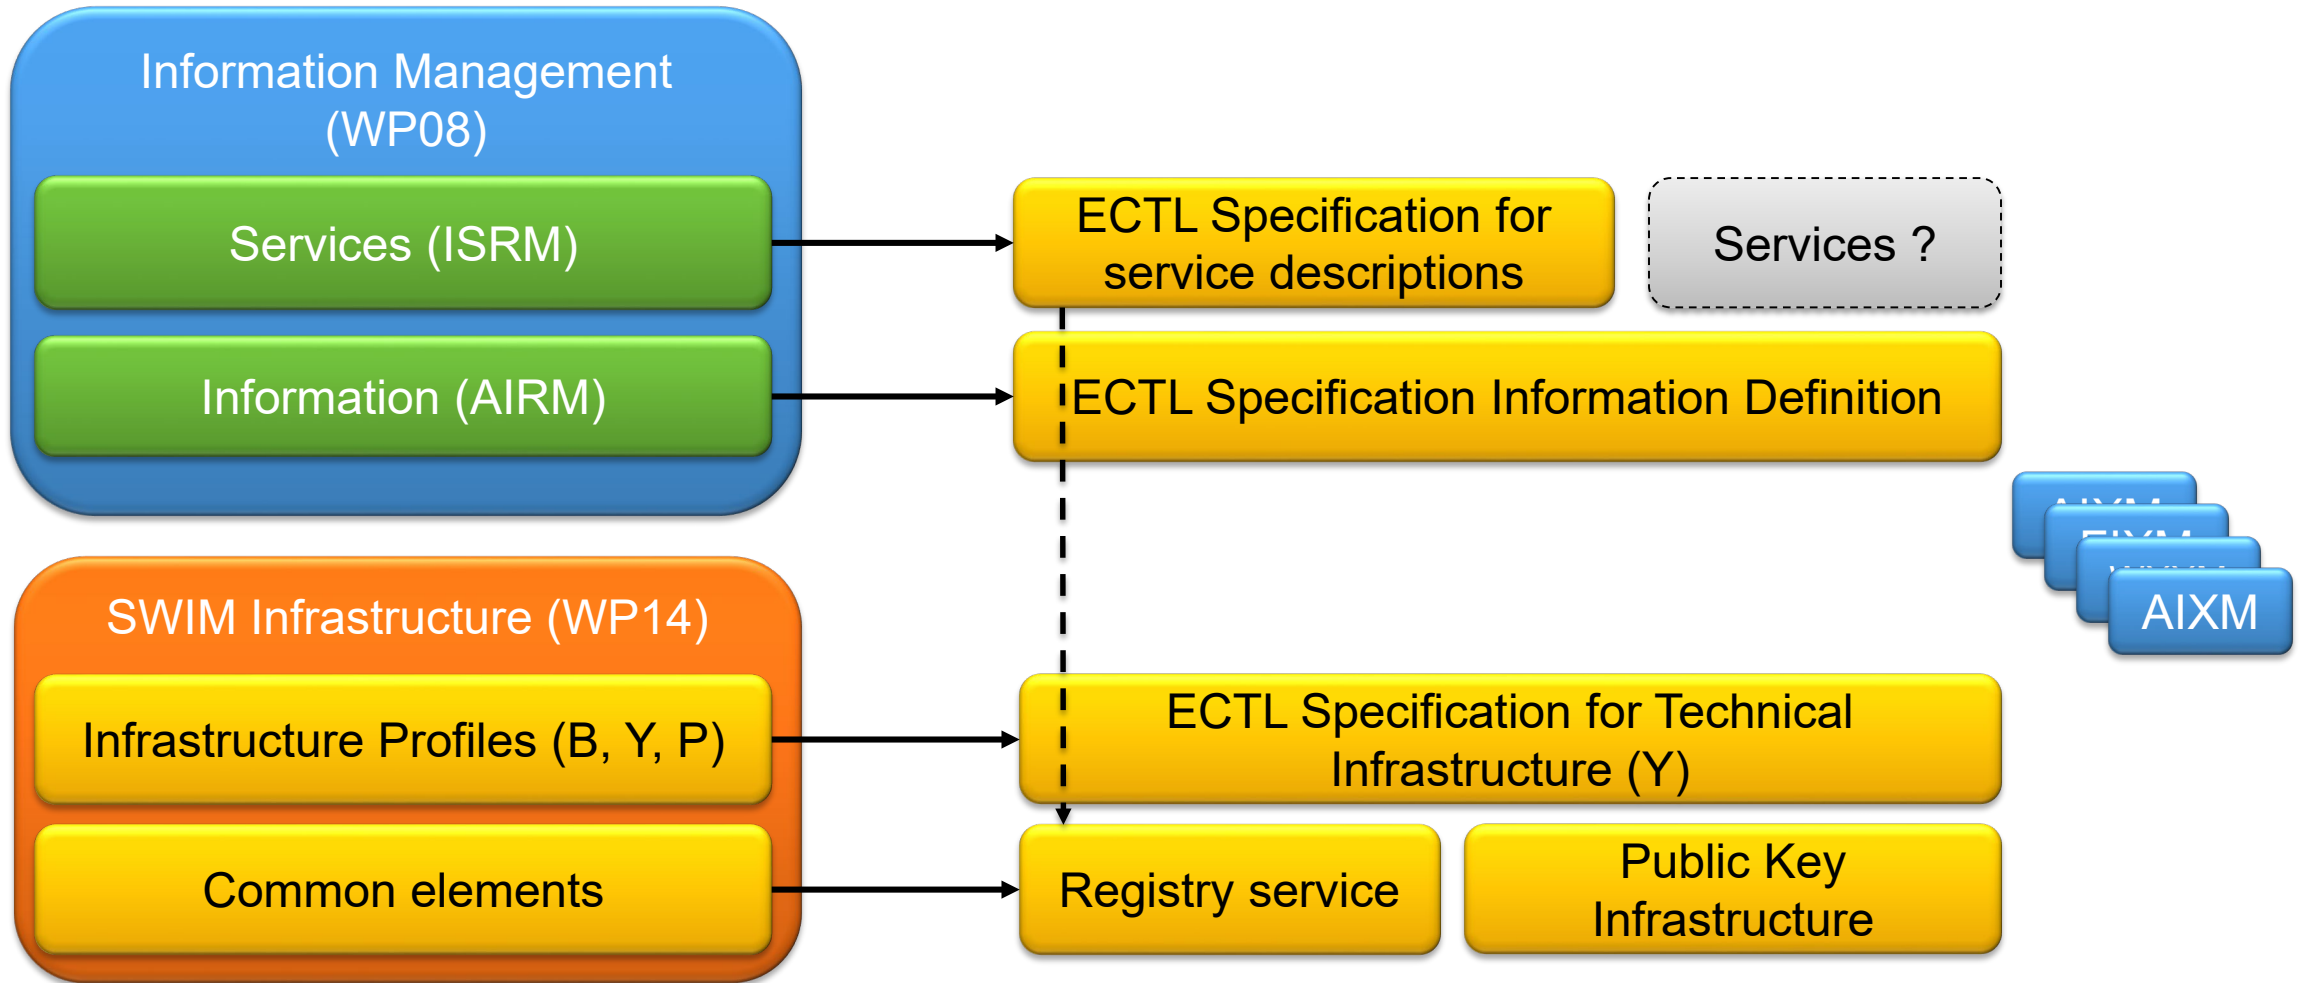 Information Management
(WP08)
Services (ISRM)
ECTL Specification for
service descriptions
Services ?
Information (AIRM)
ECTL Specification Information Definition
SWIM Infrastructure (WP14)
AIXM
Infrastructure Profiles (B, Y, P)
ECTL Specification for Technical
Infrastructure (Y)
Common elements
Registry service
Public Key
Infrastructure